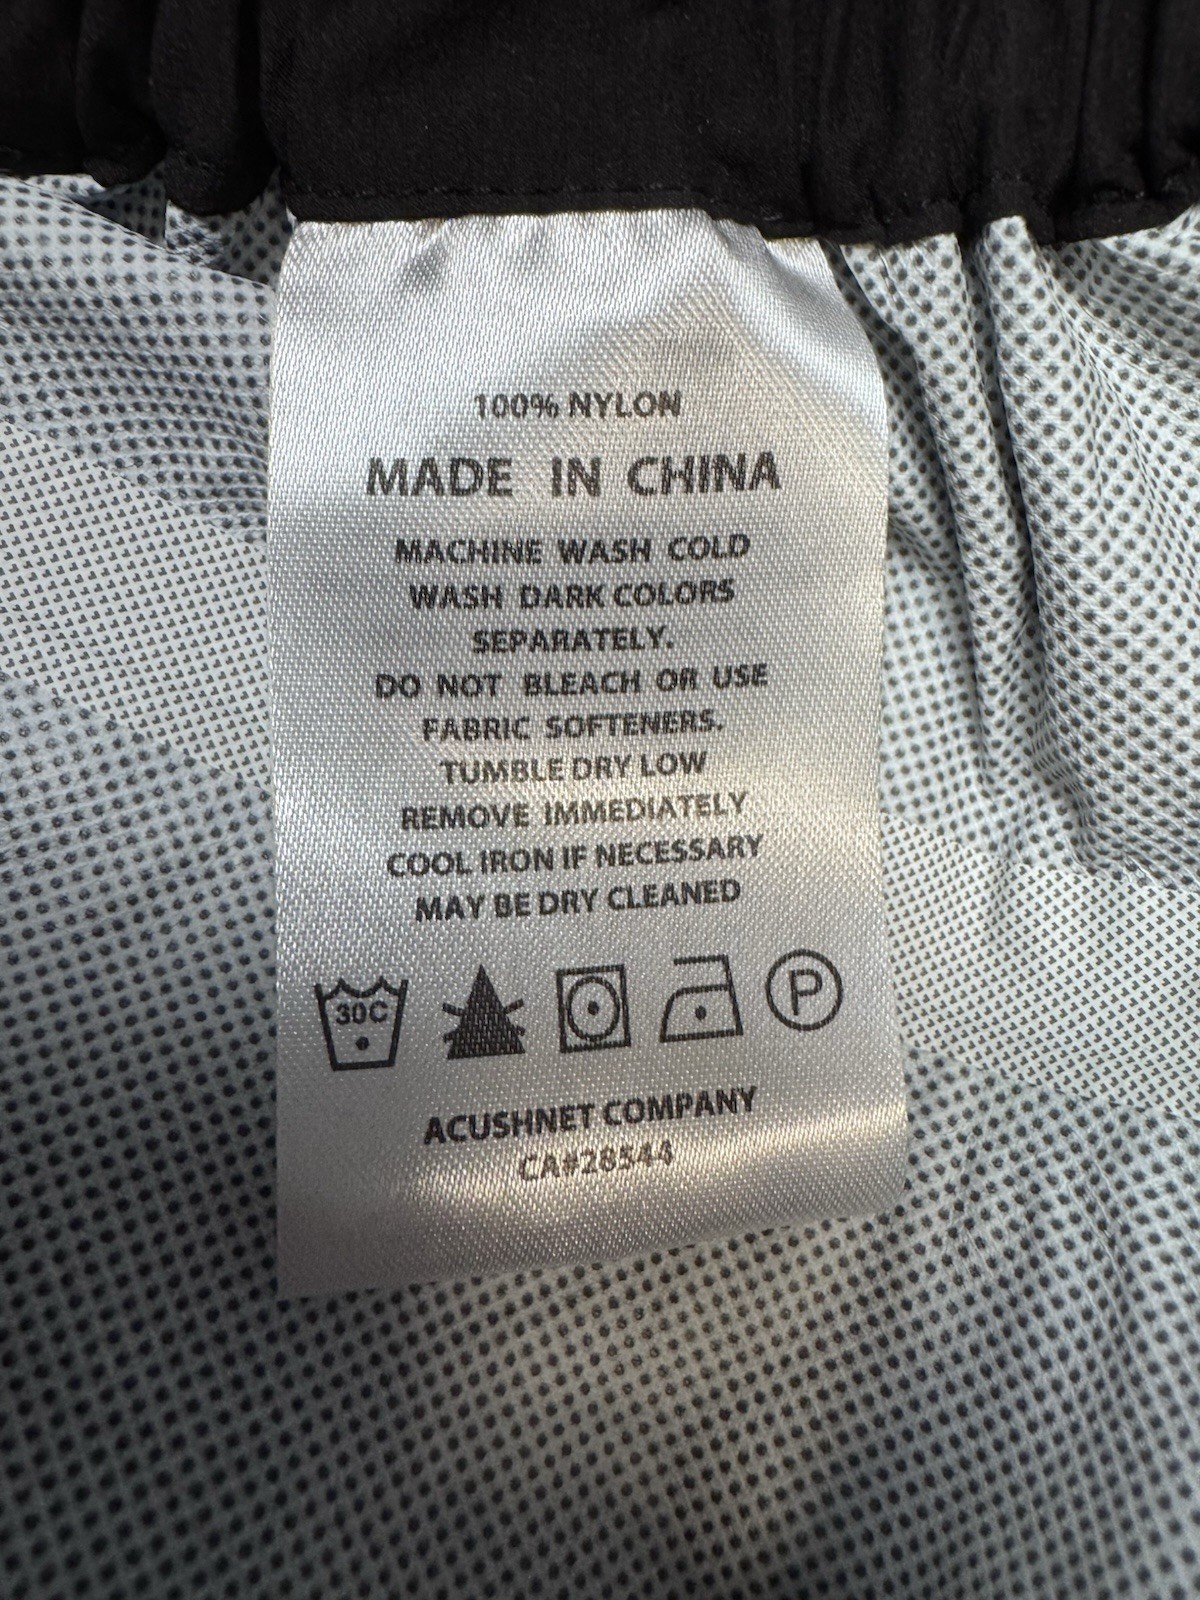 100% NYLON
MADE IN CHINA
MACHINE WASH COLD
WASH DARK COLORS
SEPARATELY.
DO NOT BLEACH OR USE
FABRIC SOFTENERS.
TUMBLE DRY LOW
REMOVE IMMEDIATELY
COOL IRON IF NECESSARY
MAY BE DRY CLEANED
30C P
ACUSHNET COMPANY
CA#28544